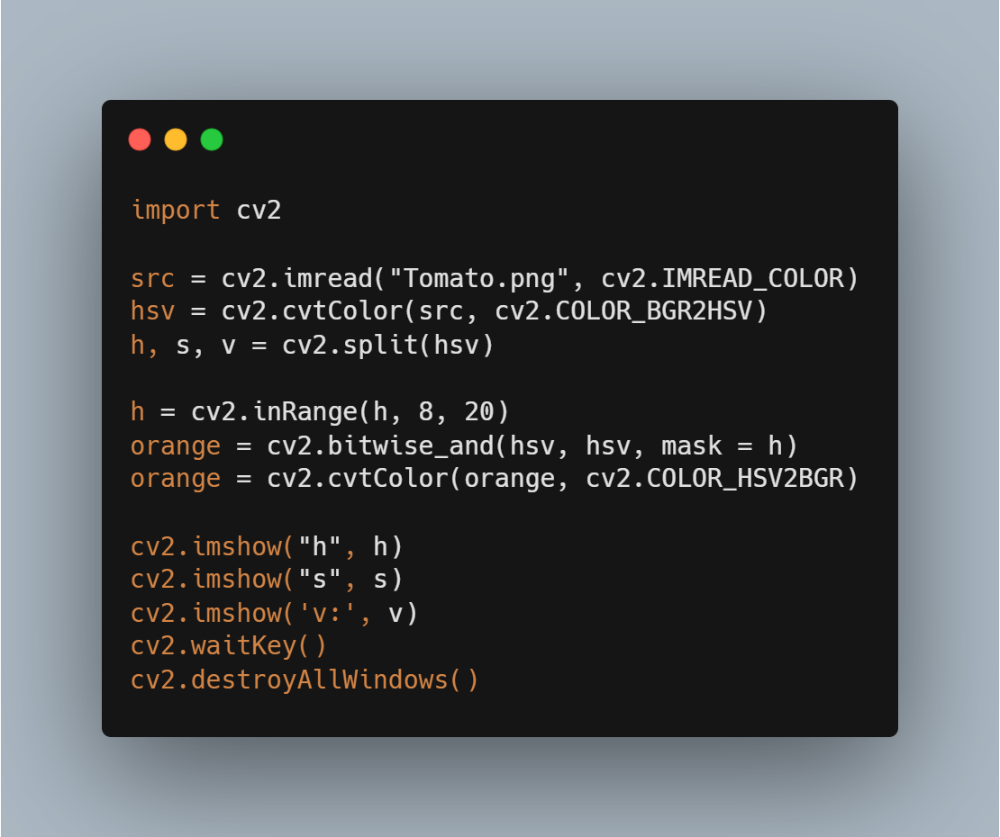 import cv2
src = cv2.imread("Tomato.png", cv2.IMREAD_COLOR)
hsv = cv2.cvtColor(src, cv2.COLOR_BGR2HSV)
h, s, v = cv2.split(hsv)
h = cv2.inRange(h, 8, 20)
orange = cv2.bitwise_and(hsv, hsv, mask = h)
orange = cv2.cvtColor(orange, cv2.COLOR_HSV2BGR)
cv2.imshow("h", h)
cv2.imshow("s", s)
cv2.imshow('v:', v)
cv2.waitKey()
cv2.destroyAllWindows()